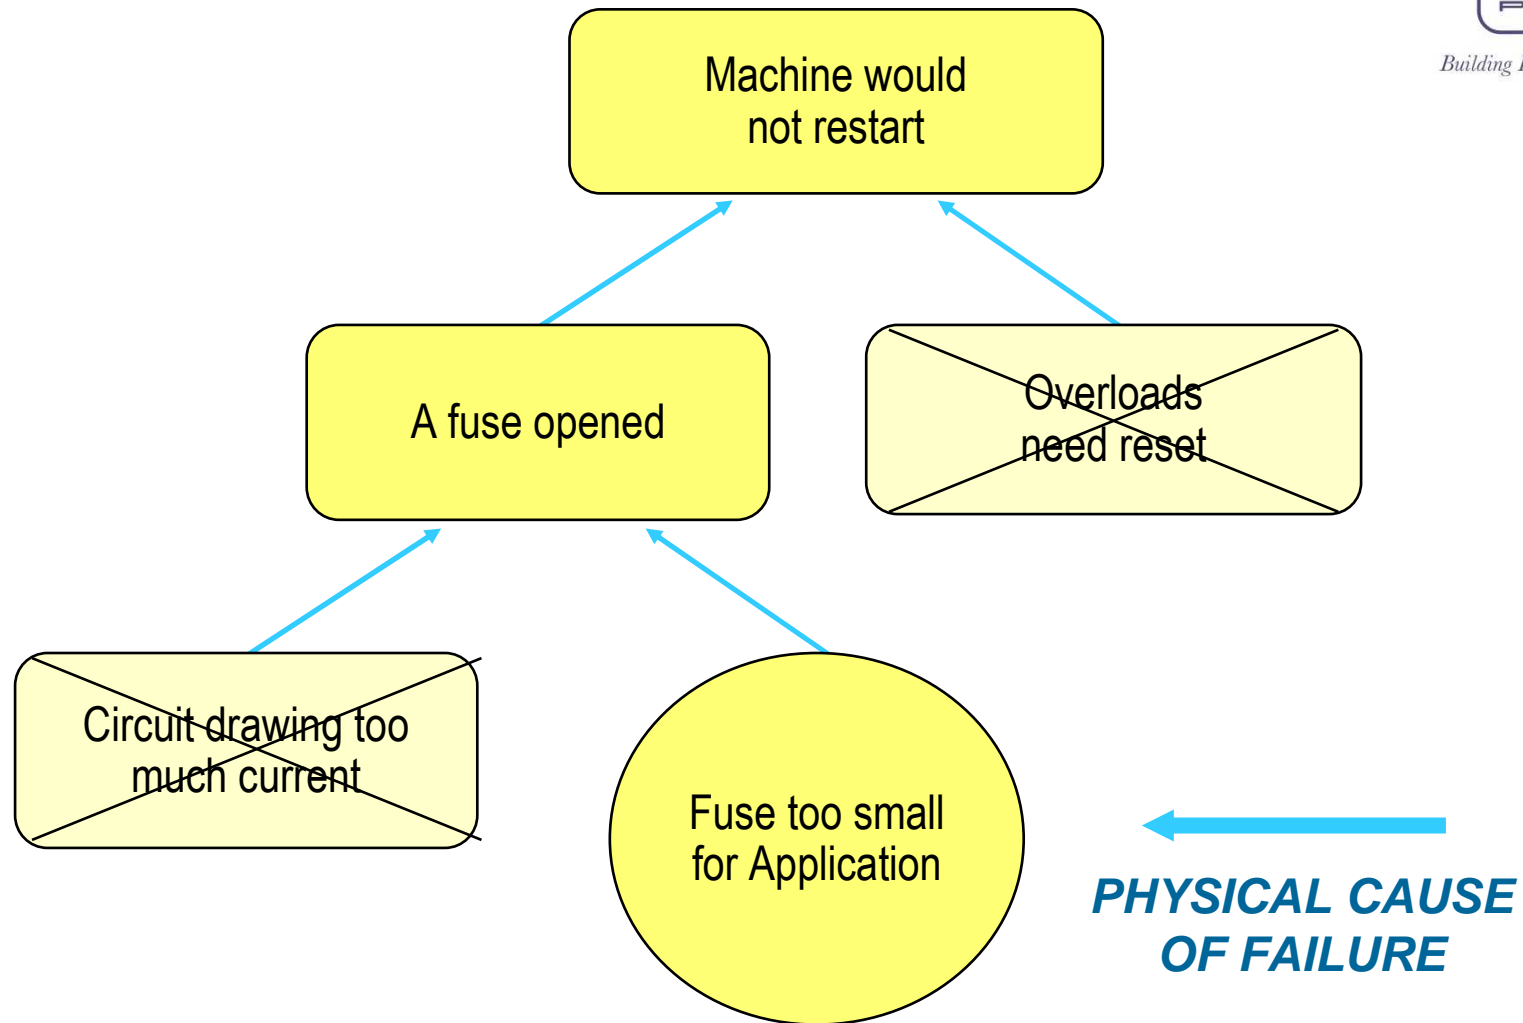 Building
Machine would
not restart
A fuse opened
Overloads
need reset
Circuit drawing too
much current
Fuse too small
for Application
PHYSICAL CAUSE
OF FAILURE